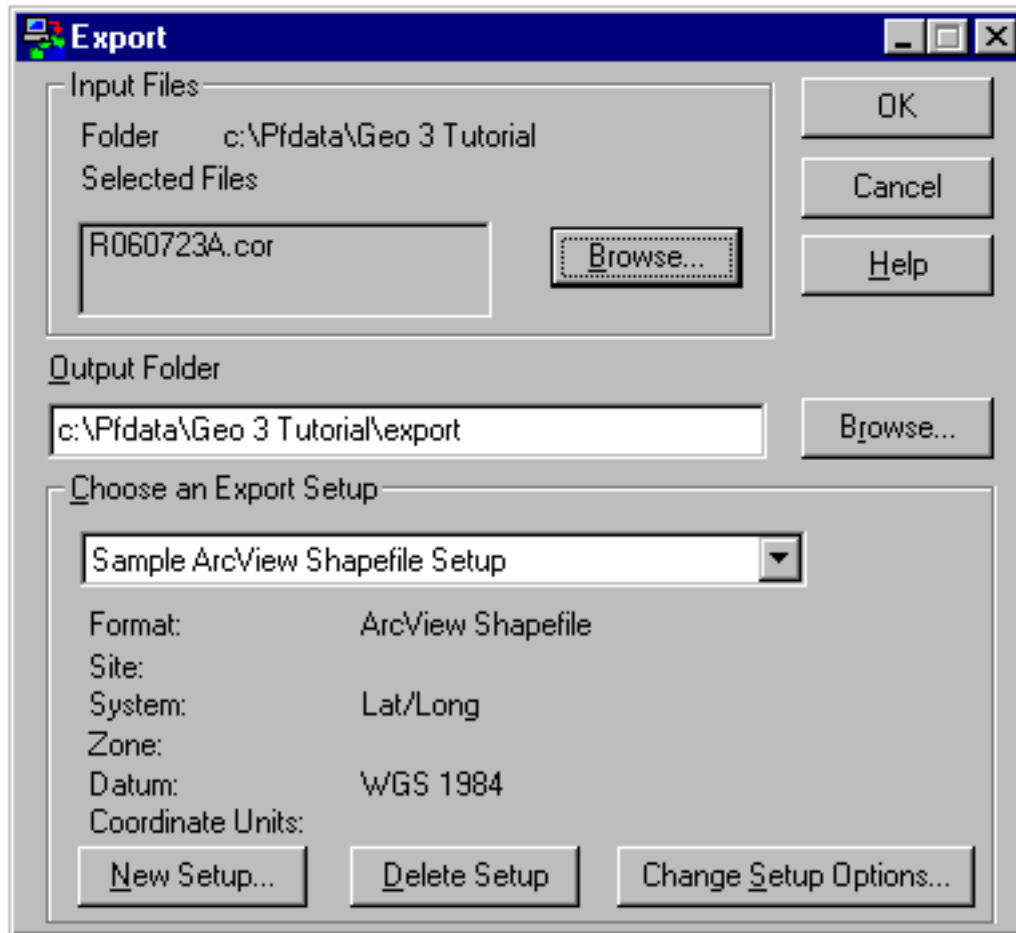 Export
Input Files
Folder c:\Pfdata\Geo 3 Tutorial
Selected Files
R060723A.cor
Browse...
OK
Cancel
Help
Output Folder
c:\Pfdata\Geo 3 Tutorial\export
Browse...
Choose an Export Setup
Sample ArcView Shapefile Setup
Format: ArcView Shapefile
Site:
System: Lat/Long
Zone:
Datum: WGS 1984
Coordinate Units:
New Setup... Delete Setup Change Setup Options...